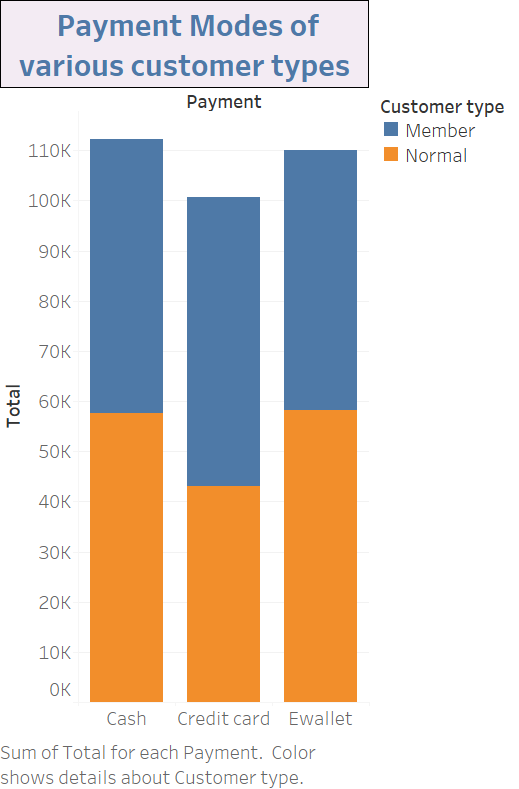 Payment Modes of
various customer types
Payment
Customer type
Member
Normal
Total
110K
100K
90K
80K
70K
60K
50K
40K
30K
20K
10K
0K
Cash Credit card Ewallet
Sum of Total for each Payment. Color
shows details about Customer type.